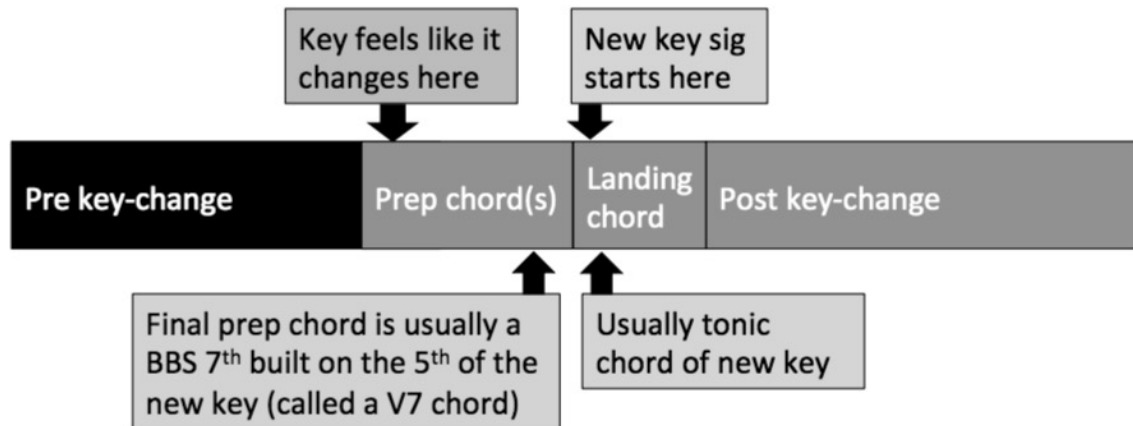 Key feels like it
changes here
New key sig
starts here
Pre key-change
Prep chord(s)
Landing
chord
Post key-change
Final prep chord is usually a
BBS 7th built on the 5th of the
new key (called a V7 chord)
Usually tonic
chord of new key